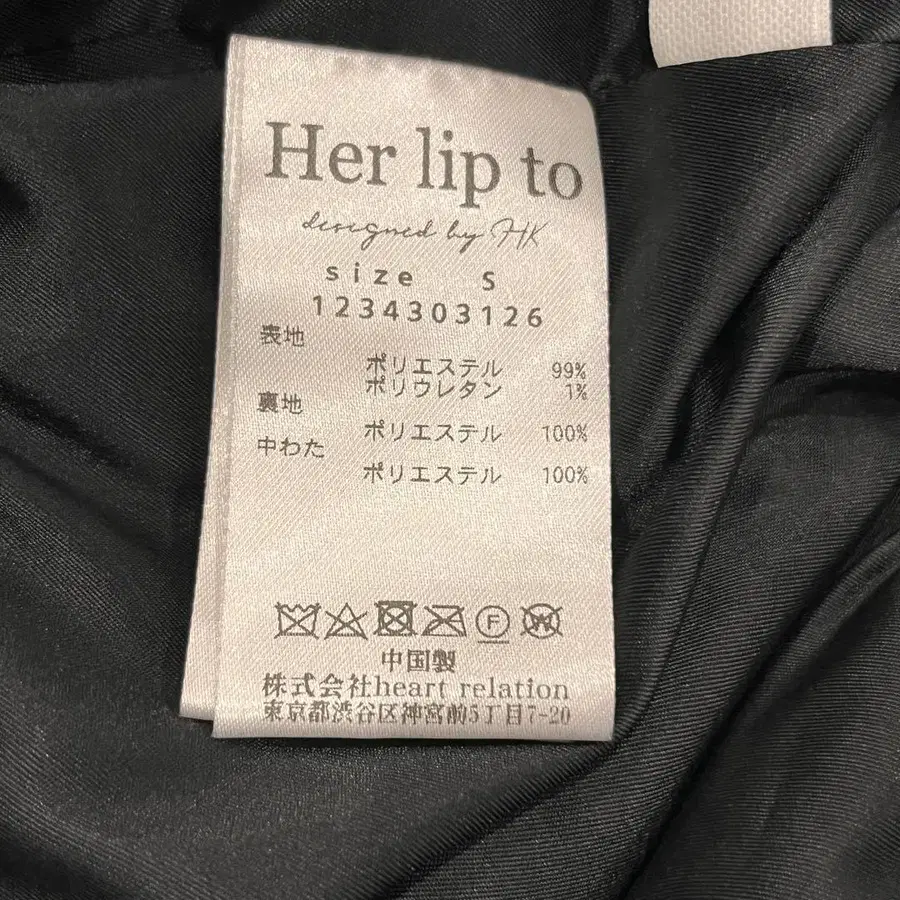 Her lip to
designed by HK
size S
1234303126
表地
ポリエステル 99%
ポリウレタン 1%
裏地
ポリエステル 100%
中わた
ポリエステル 100%
F W
中国製
株式会社heart relation
東京都渋谷区神宮前5丁目7-20